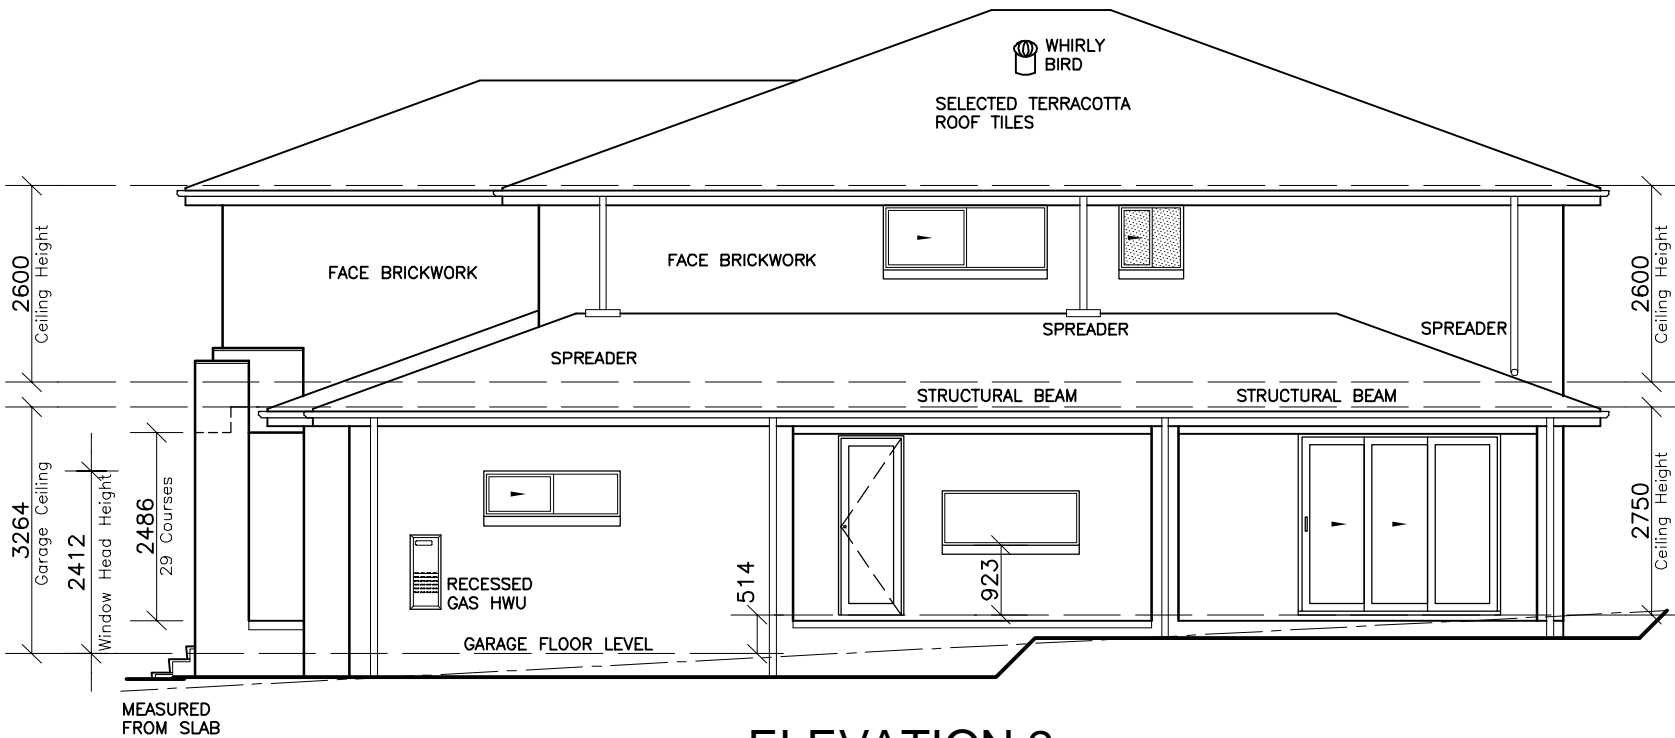 WHIRLY
BIRD
SELECTED TERRACOTTA
ROOF TILES
2600
Ceiling Height
FACE BRICKWORK
FACE BRICKWORK
2600
Ceiling Height
SPREADER
SPREADER
SPREADER
STRUCTURAL BEAM
STRUCTURAL BEAM
3264
Garage Ceiling
2412
Window Head Height
2486
29 Courses
RECESSED
GAS HWU
514
923
2750
Ceiling Height
GARAGE FLOOR LEVEL
MEASURED
FROM SLAB
ELEVATION